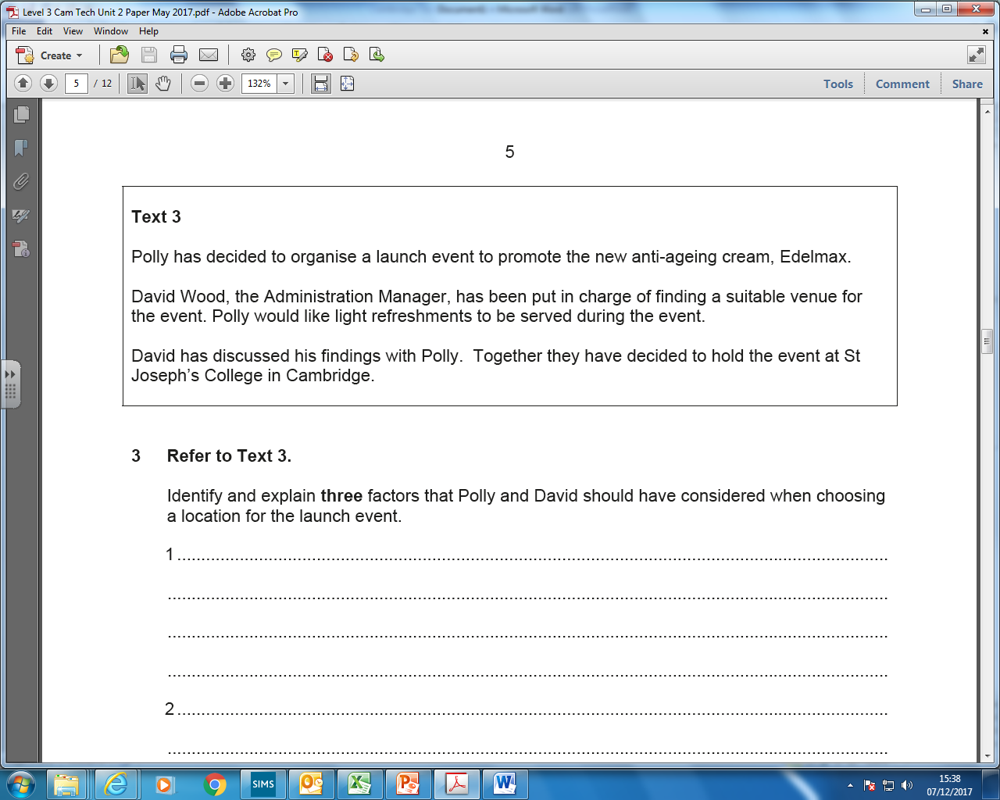 Level 3 Cam Tech Unit 2 Paper May 2017.pdf - Adobe Acrobat Pro
File Edit View Window Help
Create
5 / 12 132% Tools Comment Share
5
Text 3
Polly has decided to organise a launch event to promote the new anti-ageing cream, Edelmax.
David Wood, the Administration Manager, has been put in charge of finding a suitable venue for
the event. Polly would like light refreshments to be served during the event.
David has discussed his findings with Polly.  Together they have decided to hold the event at St
Joseph's College in Cambridge.
3 Refer to Text 3.
Identify and explain three factors that Polly and David should have considered when choosing
a location for the launch event.
1 ....................................................................................................
....................................................................................................
....................................................................................................
....................................................................................................
2 ....................................................................................................
....................................................................................................
SIMS
15:38
07/12/2017